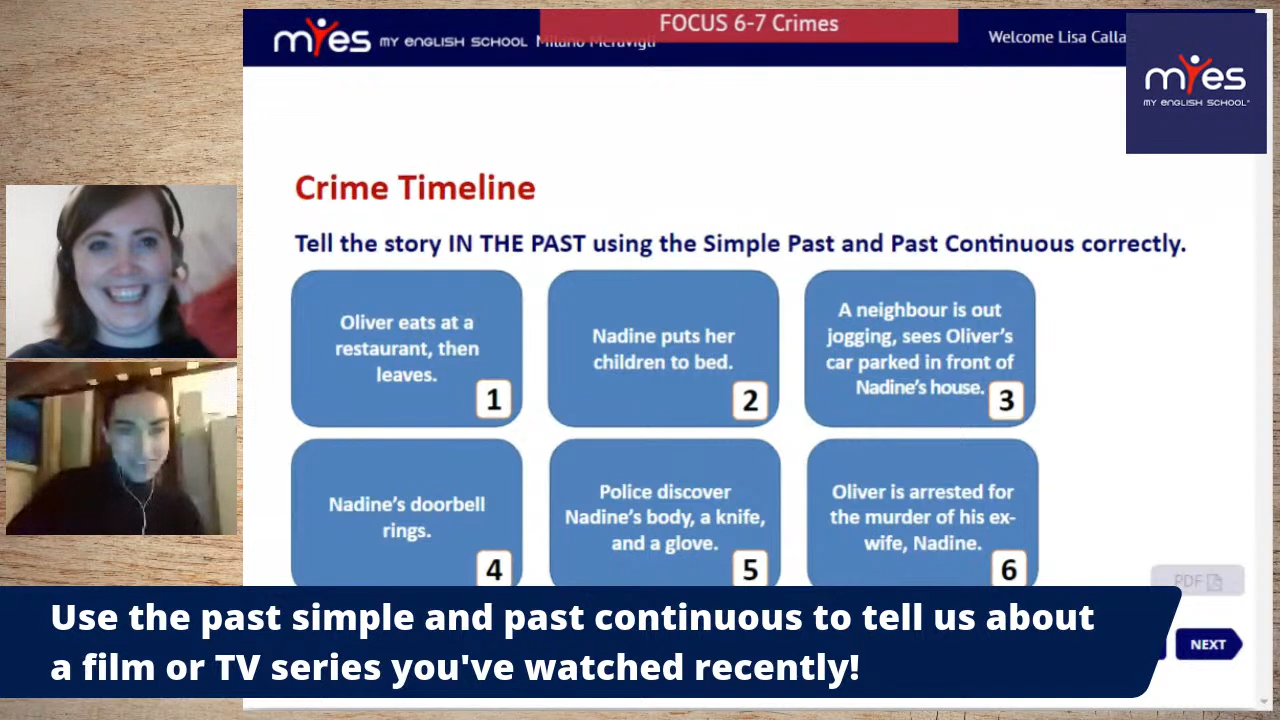 FOCUS 6-7 Crimes
myes MY ENGLISH SCHOOL Milano Meravigli
Welcome Lisa Calla
myes
MY ENGLISH SCHOOL
Crime Timeline
Tell the story IN THE PAST using the Simple Past and Past Continuous correctly.
Oliver eats at a
restaurant, then
leaves.
1
Nadine puts her
children to bed.
2
A neighbour is out
jogging, sees Oliver's
car parked in front of
Nadine's house.
3
Nadine's doorbell
rings.
4
Police discover
Nadine's body, a knife,
and a glove.
5
Oliver is arrested for
the murder of his ex-
wife, Nadine.
6
PDF
NEXT
Use the past simple and past continuous to tell us about
a film or TV series you've watched recently!